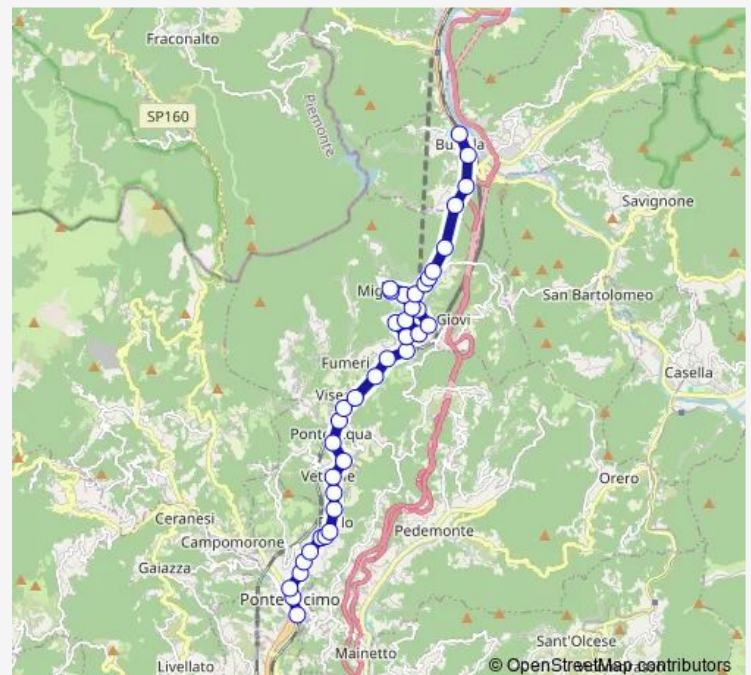 Fraconalto
SP160
Piemonte
Savignone
San Bartolomeo
Giovi
Fumeri
Casella
Orero
Ceranesi
Pedemonte
Campomorone
Gaiazza
Sant'Olcese
Mainetto
Livellato
© OpenStreetMap contributors